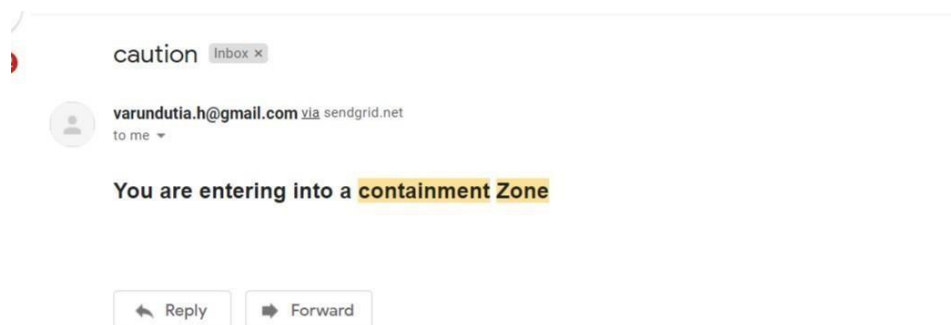 caution Inbox ×
varundutia.h@gmail.com via sendgrid.net
to me
You are entering into a containment Zone
Reply Forward